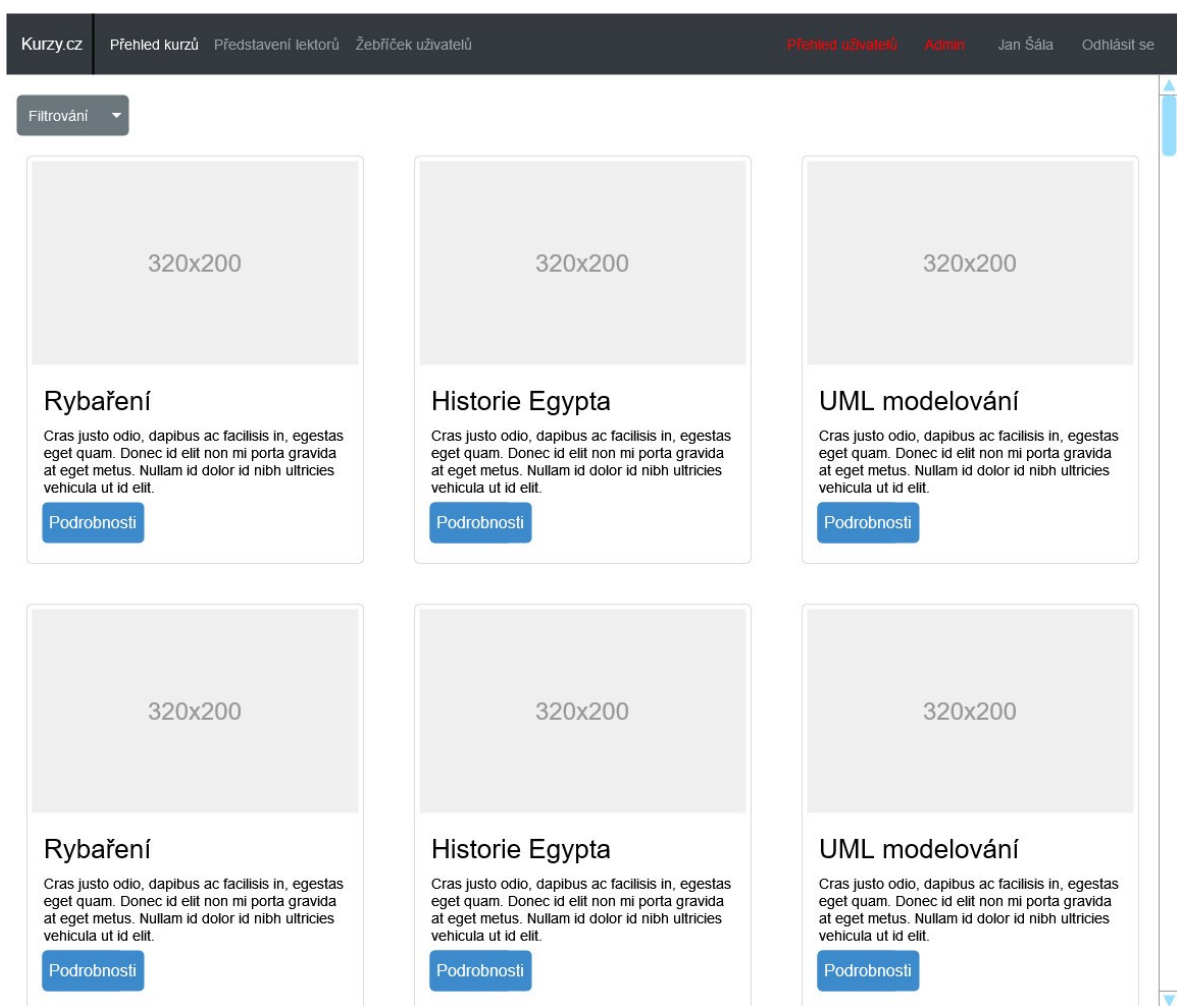 Kurzy.cz Přehled kurzů Představení lektorů Žebříček uživatelů Přehled uživatelů Admin Jan Šála Odhlásit se
Filtrování
320x200 320x200 320x200
Rybaření
Cras justo odio, dapibus ac facilisis in, egestas
eget quam. Donec id elit non mi porta gravida
at eget metus. Nullam id dolor id nibh ultricies
vehicula ut id elit.
Podrobnosti
Historie Egypta
Cras justo odio, dapibus ac facilisis in, egestas
eget quam. Donec id elit non mi porta gravida
at eget metus. Nullam id dolor id nibh ultricies
vehicula ut id elit.
Podrobnosti
UML modelování
Cras justo odio, dapibus ac facilisis in, egestas
eget quam. Donec id elit non mi porta gravida
at eget metus. Nullam id dolor id nibh ultricies
vehicula ut id elit.
Podrobnosti
320x200 320x200 320x200
Rybaření
Cras justo odio, dapibus ac facilisis in, egestas
eget quam. Donec id elit non mi porta gravida
at eget metus. Nullam id dolor id nibh ultricies
vehicula ut id elit.
Podrobnosti
Historie Egypta
Cras justo odio, dapibus ac facilisis in, egestas
eget quam. Donec id elit non mi porta gravida
at eget metus. Nullam id dolor id nibh ultricies
vehicula ut id elit.
Podrobnosti
UML modelování
Cras justo odio, dapibus ac facilisis in, egestas
eget quam. Donec id elit non mi porta gravida
at eget metus. Nullam id dolor id nibh ultricies
vehicula ut id elit.
Podrobnosti